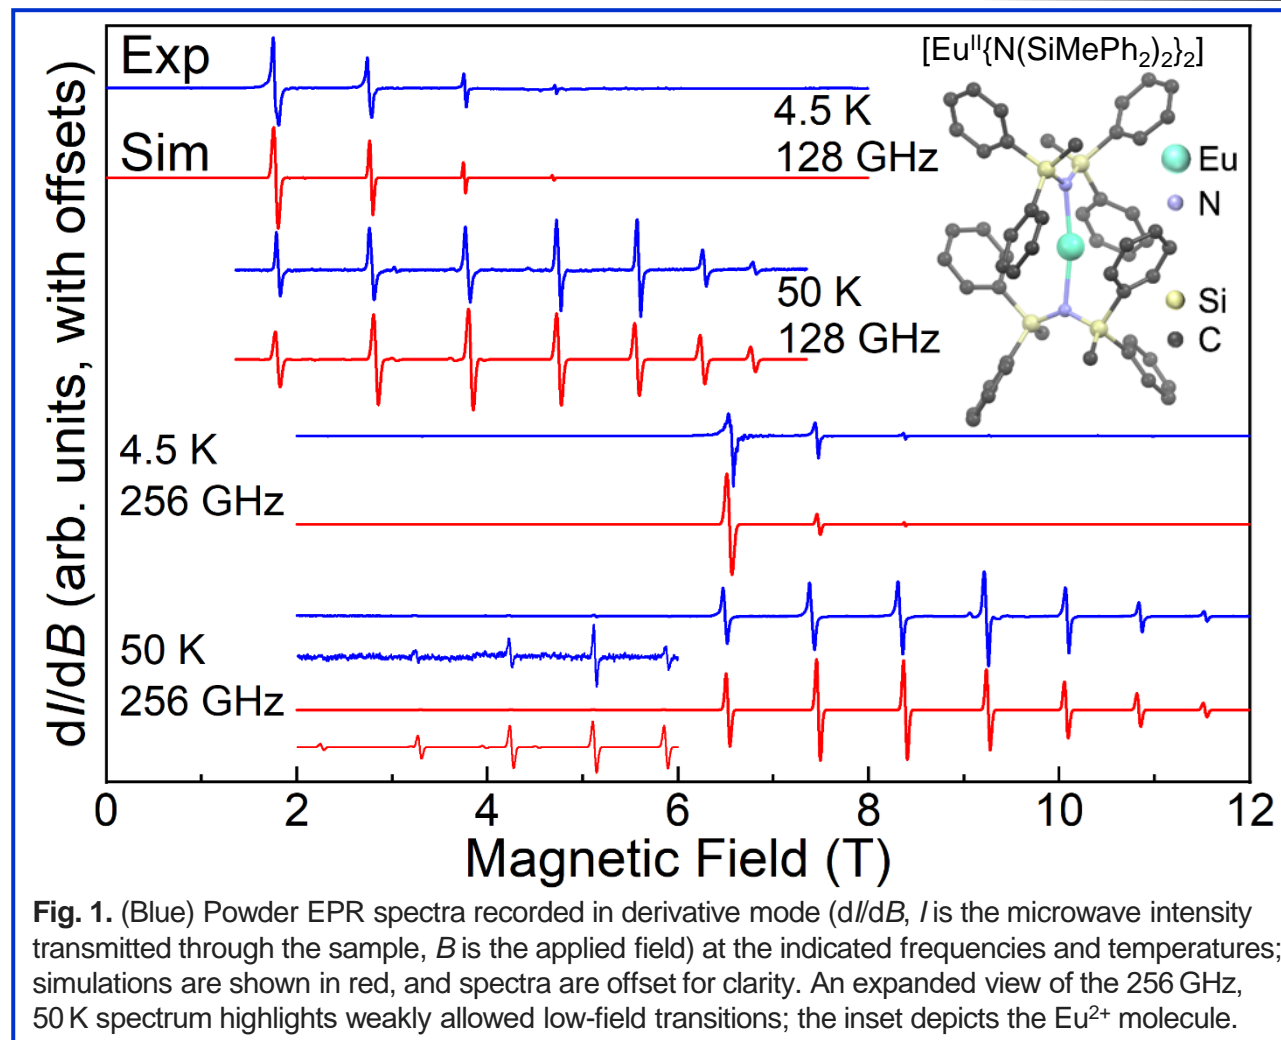 Exp
[Eu^II{N(SiMePh2)2}2]
4.5 K
128 GHz
Sim
Eu
N
50 K
128 GHz
Si
C
4.5 K
256 GHz
50 K
256 GHz
dI/dB (arb. units, with offsets)
0 2 4 6 8 10 12
Magnetic Field (T)
Fig. 1. (Blue) Powder EPR spectra recorded in derivative mode (dI/dB, I is the microwave intensity
transmitted through the sample, B is the applied field) at the indicated frequencies and temperatures;
simulations are shown in red, and spectra are offset for clarity. An expanded view of the 256 GHz,
50 K spectrum highlights weakly allowed low-field transitions; the inset depicts the Eu2+ molecule.